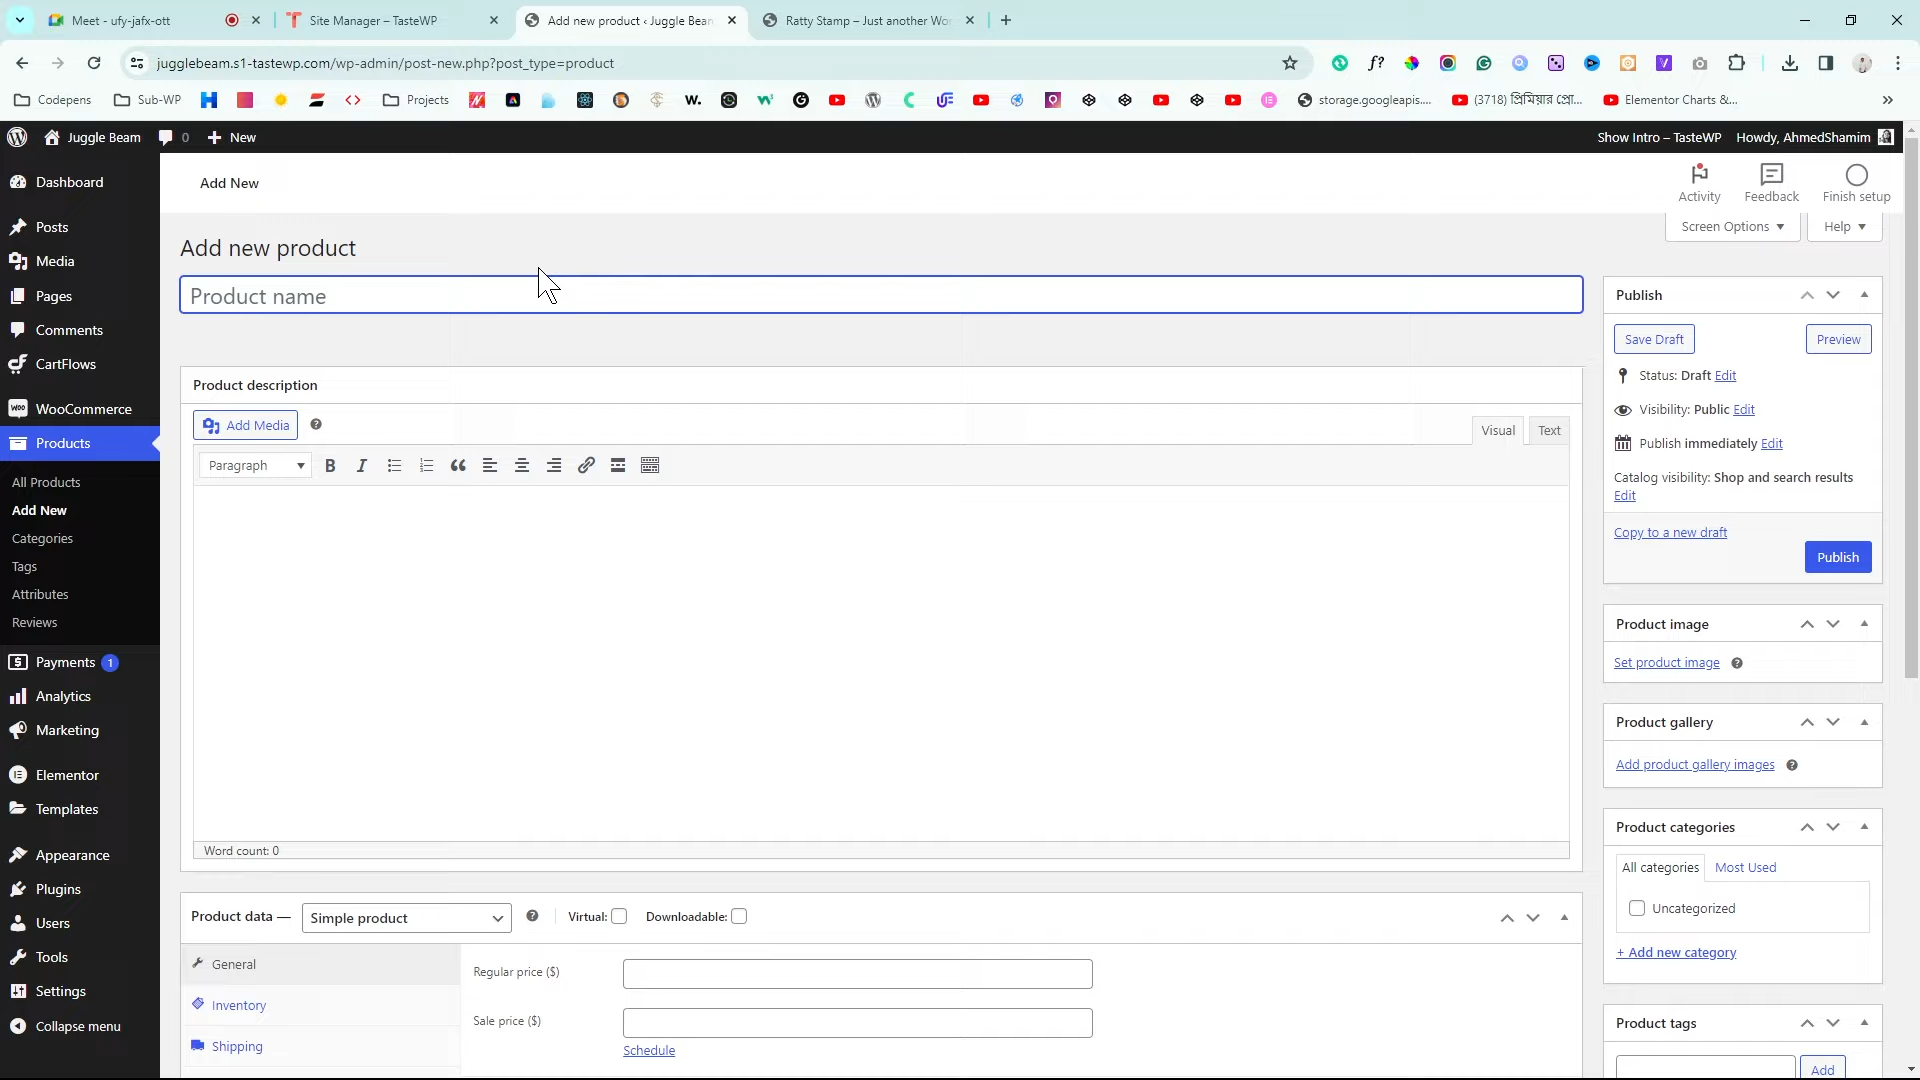 Meet - ufy-jafx-ott
Site Manager – TasteWP
Add new product ‹ Juggle Bean
Ratty Stamp – Just another Wo
jugglebeam.s1-tastewp.com/wp-admin/post-new.php?post_type=product
Codepens
Sub-WP
Projects
storage.googleapis....
(3718) প্রিমিয়ার প্রো...
Elementor Charts &...
Juggle Beam
0
New
Show Intro – TasteWP
Howdy, AhmedShamim
Dashboard
Posts
Media
Pages
Comments
CartFlows
WooCommerce
Products
All Products
Add New
Categories
Tags
Attributes
Reviews
Payments 1
Analytics
Marketing
Elementor
Templates
Appearance
Plugins
Users
Tools
Settings
Collapse menu
Add New
Activity
Feedback
Finish setup
Screen Options
Help
Add new product
Product name
Product description
Add Media
Visual
Text
Paragraph
Word count: 0
Product data —
Simple product
Virtual:
Downloadable:
General
Inventory
Shipping
Regular price ($)
Sale price ($)
Schedule
Publish
Save Draft
Preview
Status: Draft Edit
Visibility: Public Edit
Publish immediately Edit
Catalog visibility: Shop and search results
Edit
Copy to a new draft
Publish
Product image
Set product image
Product gallery
Add product gallery images
Product categories
All categories
Most Used
Uncategorized
+ Add new category
Product tags
Add